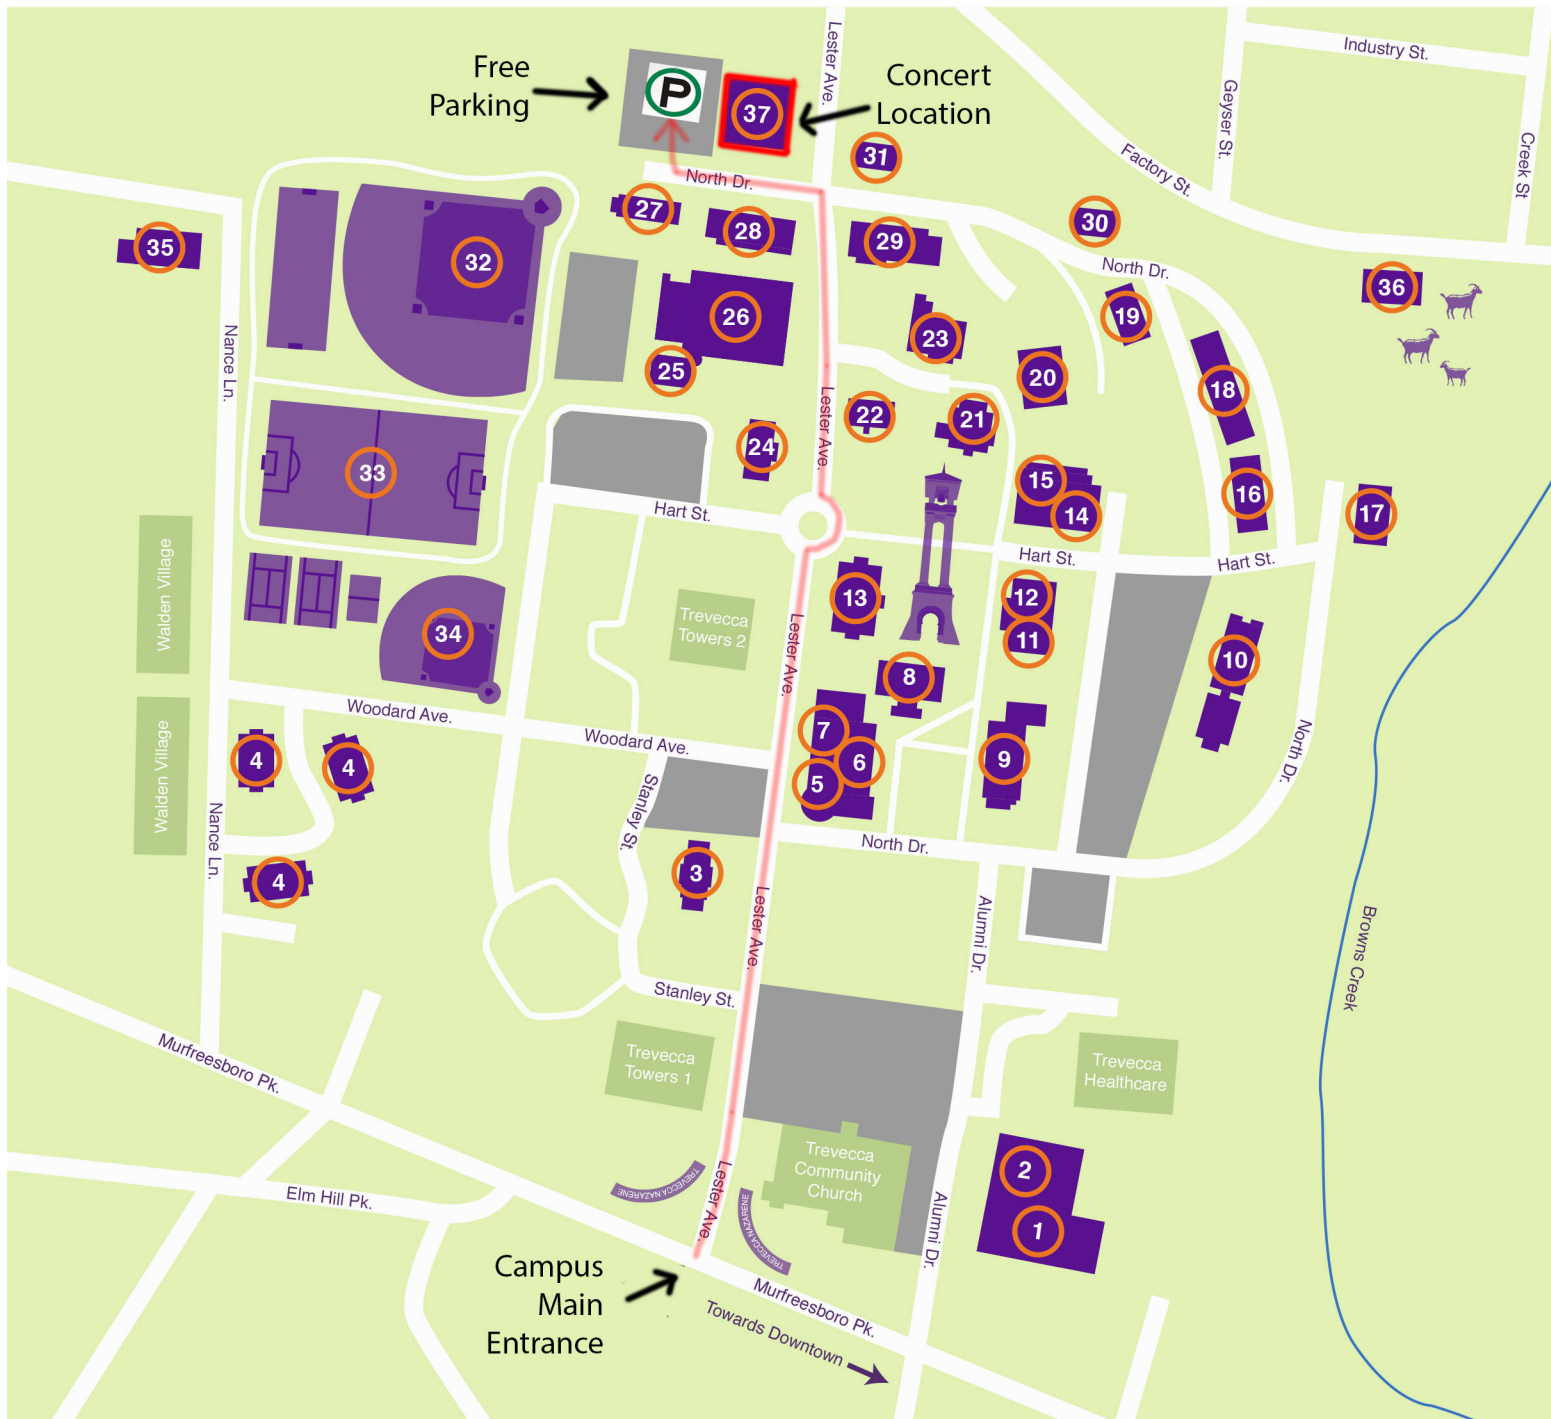 Lester Ave.
Industry St.
Free
Parking
P
37
Concert
Location
Geyser St.
Creek St
31
Factory St.
North Dr.
27
28
29
30
35
32
26
23
North Dr.
19
36
25
20
18
Nance Ln.
Lester Ave.
22
21
24
33
15
14
16
17
Hart St.
Hart St.
Hart St.
Walden Village
Trevecca
Towers 2
13
12
11
34
Lester Ave.
8
10
Woodard Ave.
Woodard Ave.
7
6
5
9
North Dr.
4
4
Walden Village
Stanley St.
Nance Ln.
North Dr.
3
4
Lester Ave.
Alumni Dr.
Browns Creek
Stanley St.
Murfreesboro Pk.
Trevecca
Towers 1
Trevecca
Healthcare
Trevecca
Community
Church
2
1
TREVECCA NAZARENE
TREVECCA NAZARENE
Lester Ave.
Alumni Dr.
Elm Hill Pk.
Campus
Main
Entrance
Murfreesboro Pk.
Towards Downtown